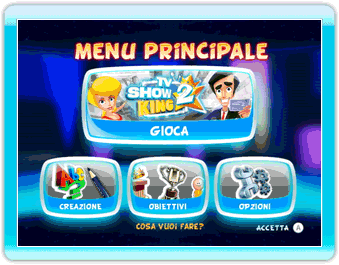 MENU PRINCIPALE
TV
SHOW
KING 2
GIOCA
CREAZIONE
OBIETTIVI
OPZIONI
COSA VUOI FARE?
ACCETTA A